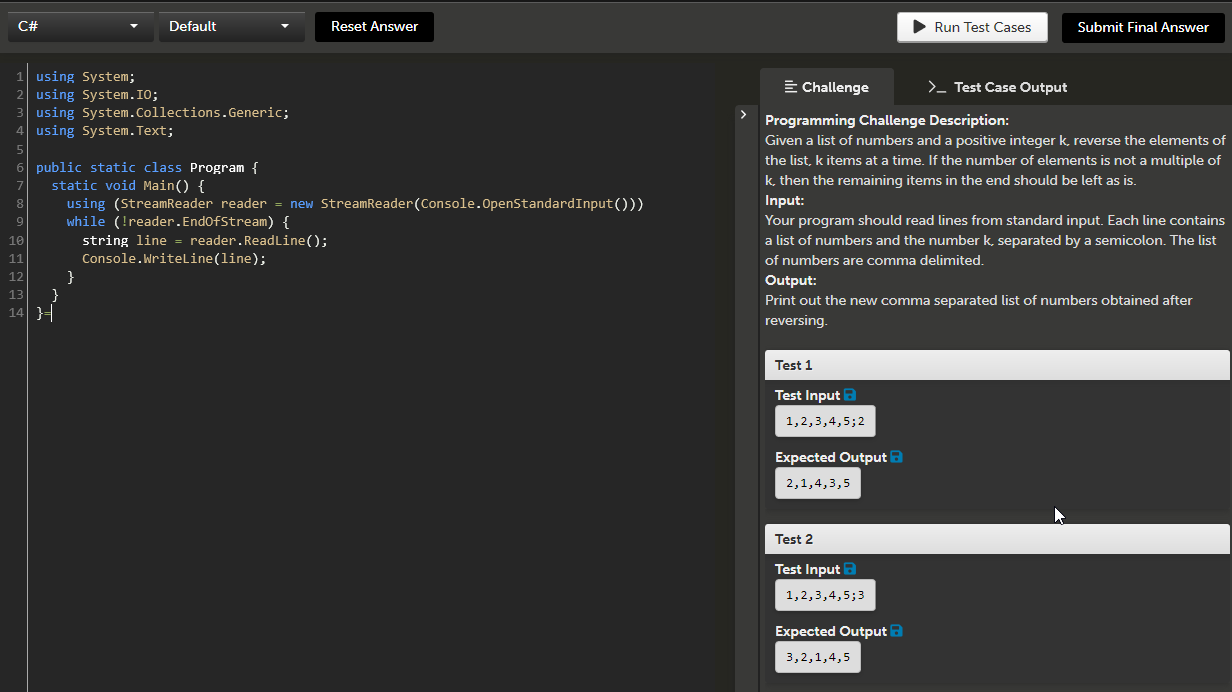 C# Default Reset Answer Run Test Cases Submit Final Answer
1 using System;
2 using System.IO;
3 using System.Collections.Generic;
4 using System.Text;
5
6 public static class Program {
7 static void Main() {
8 using (StreamReader reader = new StreamReader(Console.OpenStandardInput()))
9 while (!reader.EndOfStream) {
10 string line = reader.ReadLine();
11 Console.WriteLine(line);
12 }
13 }
14 }=
Challenge Test Case Output
Programming Challenge Description:
Given a list of numbers and a positive integer k, reverse the elements of
the list, k items at a time. If the number of elements is not a multiple of
k, then the remaining items in the end should be left as is.
Input:
Your program should read lines from standard input. Each line contains
a list of numbers and the number k, separated by a semicolon. The list
of numbers are comma delimited.
Output:
Print out the new comma separated list of numbers obtained after
reversing.
Test 1
Test Input
1,2,3,4,5;2
Expected Output
2,1,4,3,5
Test 2
Test Input
1,2,3,4,5;3
Expected Output
3,2,1,4,5